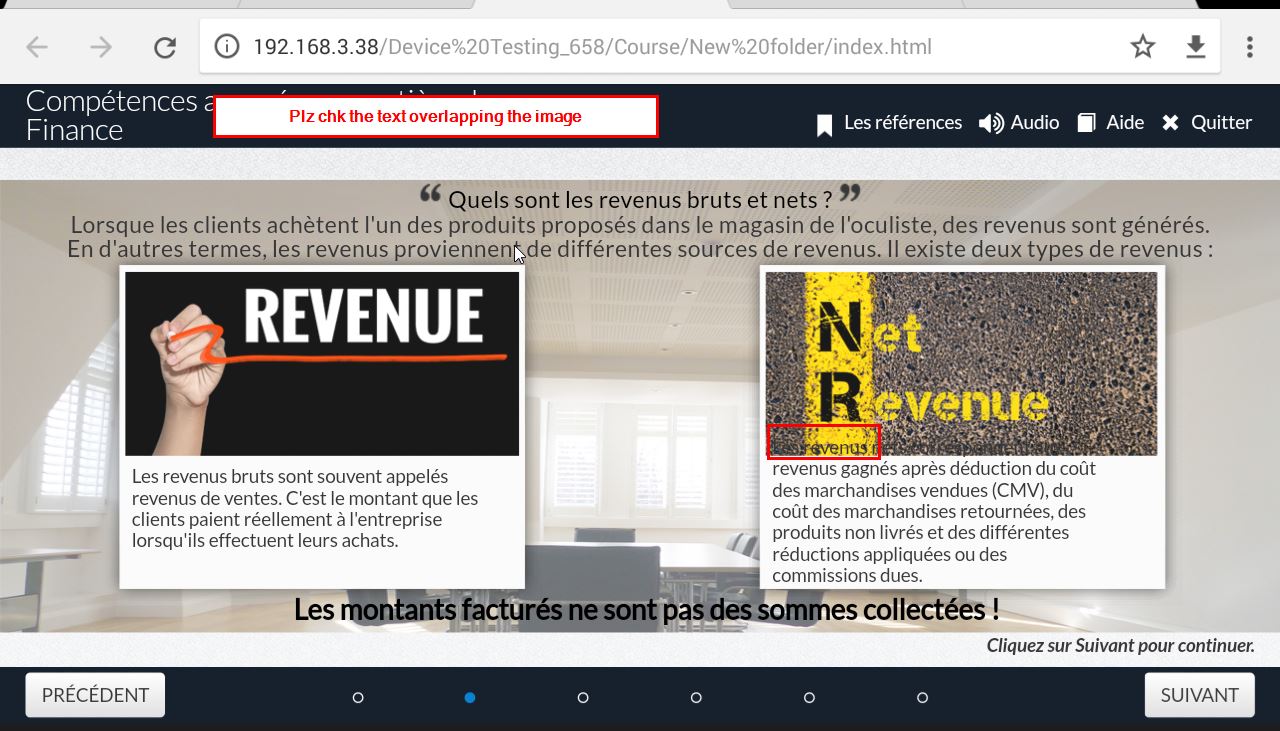 192.168.3.38/Device%20Testing_658/Course/New%20folder/index.html
Compétences
Finance
Plz chk the text overlapping the image
Les références Audio Aide Quitter
“ Quels sont les revenus bruts et nets ? ”
Lorsque les clients achètent l'un des produits proposés dans le magasin de l'oculiste, des revenus sont générés.
En d'autres termes, les revenus proviennent de différentes sources de revenus. Il existe deux types de revenus :
REVENUE
Net
Revenue
Les revenus bruts sont souvent appelés
revenus de ventes. C'est le montant que les
clients paient réellement à l'entreprise
lorsqu'ils effectuent leurs achats.
revenus
revenus gagnés après déduction du coût
des marchandises vendues (CMV), du
coût des marchandises retournées, des
produits non livrés et des différentes
réductions appliquées ou des
commissions dues.
Les montants facturés ne sont pas des sommes collectées !
Cliquez sur Suivant pour continuer.
PRÉCÉDENT
SUIVANT